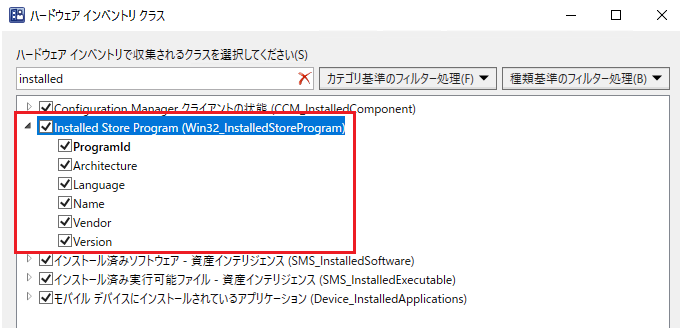 ハードウェア インベントリ クラス
ハードウェア インベントリで収集されるクラスを選択してください(S)
installed
カテゴリ基準のフィルター処理(F)
種類基準のフィルター処理(B)
Configuration Manager クライアントの状態 (CCM_InstalledComponent)
Installed Store Program (Win32_InstalledStoreProgram)
ProgramId
Architecture
Language
Name
Vendor
Version
インストール済みソフトウェア - 資産インテリジェンス (SMS_InstalledSoftware)
インストール済み実行可能ファイル - 資産インテリジェンス (SMS_InstalledExecutable)
モバイル デバイスにインストールされているアプリケーション (Device_InstalledApplications)